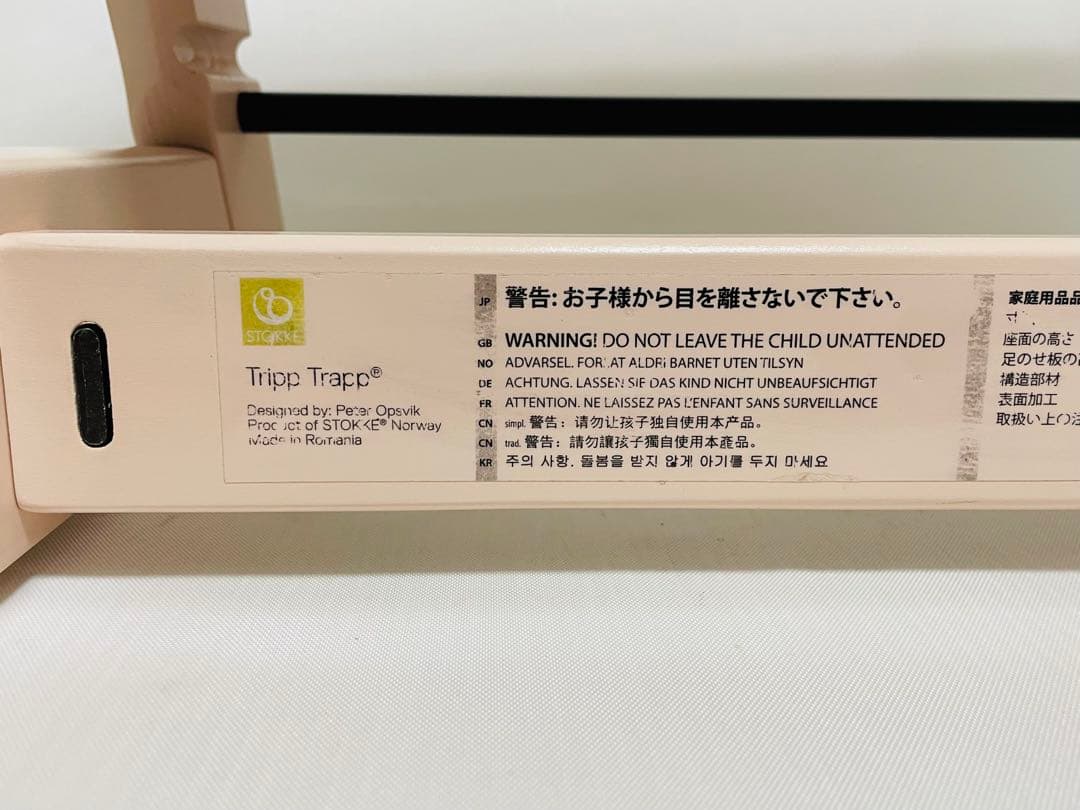 STOKKE
Tripp Trapp®
Designed by: Peter Opsvik
Product of STOKKE® Norway
Made in Romania
JP 警告: お子様から目を離さないで下さい。
GB WARNING! DO NOT LEAVE THE CHILD UNATTENDED
NO ADVARSEL. FORLAT ALDRI BARNET UTEN TILSYN
DE ACHTUNG. LASSEN SIE DAS KIND NICHT UNBEAUFSICHTIGT
FR ATTENTION. NE LAISSEZ PAS L'ENFANT SANS SURVEILLANCE
CN simpl. 警告：请勿让孩子独自使用本产品。
CN trad. 警告：請勿讓孩子獨自使用本產品。
KR 주의 사항. 돌봄을 받지 않게 아기를 두지 마세요
家庭用品品
座面の高さ
足のせ板の
構造部材
表面加工
取扱い上の注